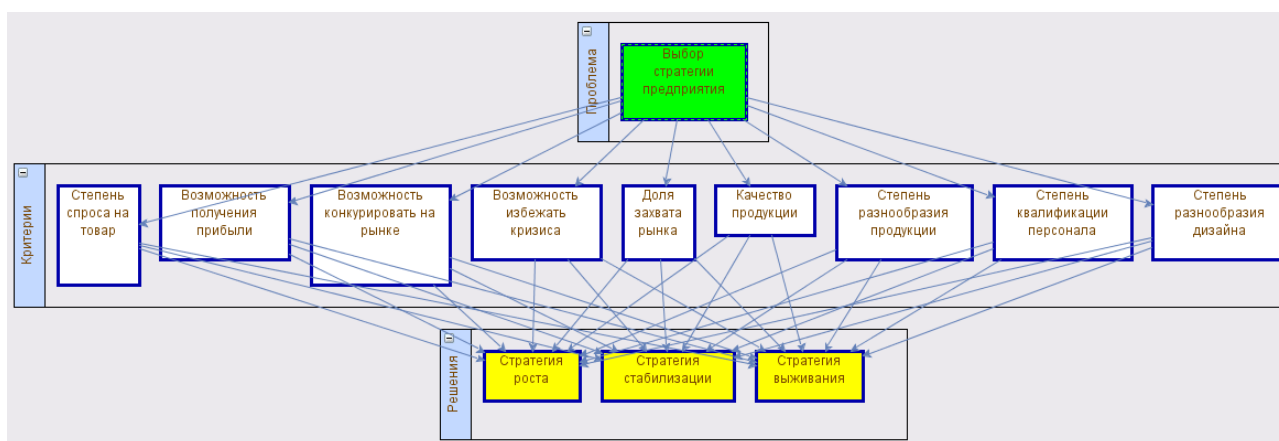 Проблема
Выбор
стратегии
предприятия
Критерии
Степень
спроса на
товар
Возможность
получения
прибыли
Возможность
конкурировать на
рынке
Возможность
избежать
кризиса
Доля
захвата
рынка
Качество
продукции
Степень
разнообразия
продукции
Степень
квалификации
персонала
Степень
разнообразия
дизайна
Решения
Стратегия
роста
Стратегия
стабилизации
Стратегия
выживания